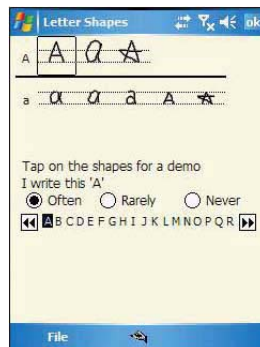 Letter Shapes ok
A A a A
a a a a A A
Tap on the shapes for a demo
I write this 'A'
Often Rarely Never
A B C D E F G H I J K L M N O P Q R
File